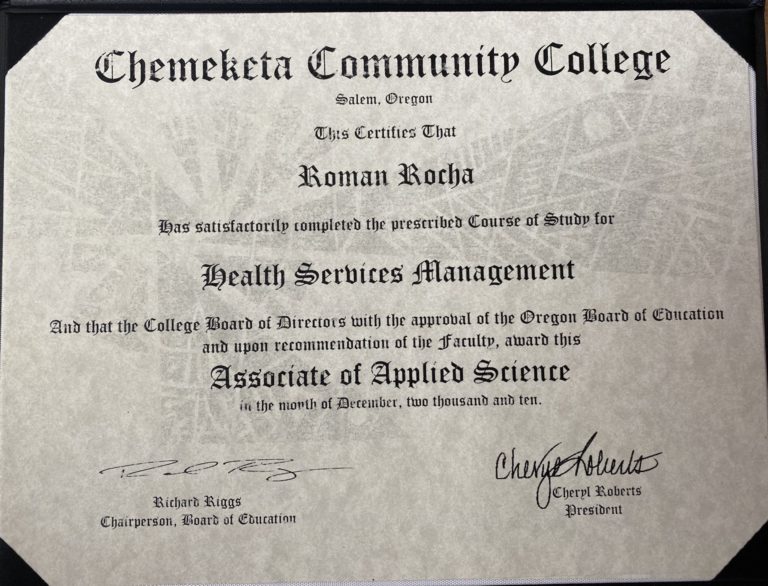 Chemeketa Community College
Salem, Oregon
This Certifies That
Roman Rocha
Has satisfactorily completed the prescribed Course of Study for
Health Services Management
And that the College Board of Directors with the approval of the Oregon Board of Education
and upon recommendation of the Faculty, award this
Associate of Applied Science
in the month of December, two thousand and ten.
Cheryl Roberts
Richard Riggs
Chairperson, Board of Education
Cheryl Roberts
President